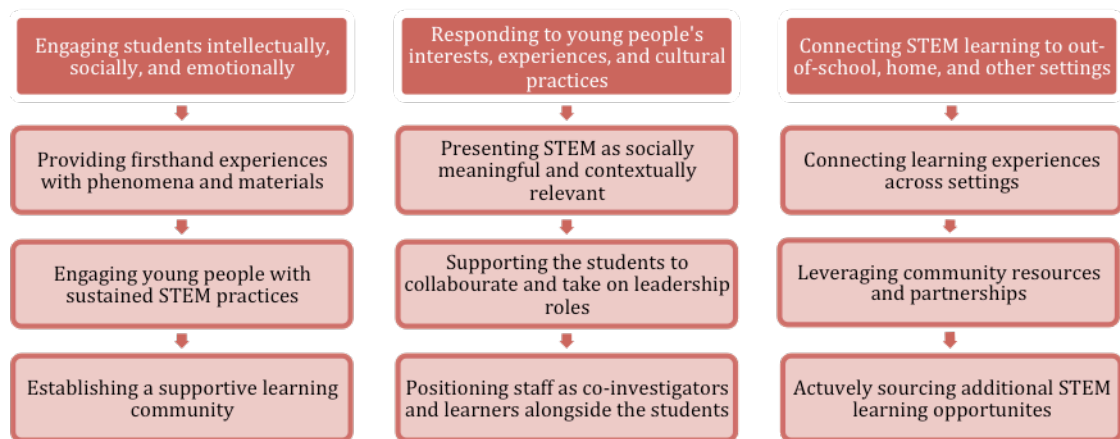 Engaging students intellectually,
socially, and emotionally
Providing firsthand experiences
with phenomena and materials
Engaging young people with
sustained STEM practices
Establishing a supportive learning
community
Responding to young people's
interests, experiences, and cultural
practices
Presenting STEM as socially
meaningful and contextually
relevant
Supporting the students to
collabourate and take on leadership
roles
Positioning staff as co-investigators
and learners alongside the students
Connecting STEM learning to out-
of-school, home, and other settings
Connecting learning experiences
across settings
Leveraging community resources
and partnerships
Actuvely sourcing additional STEM
learning opportunites